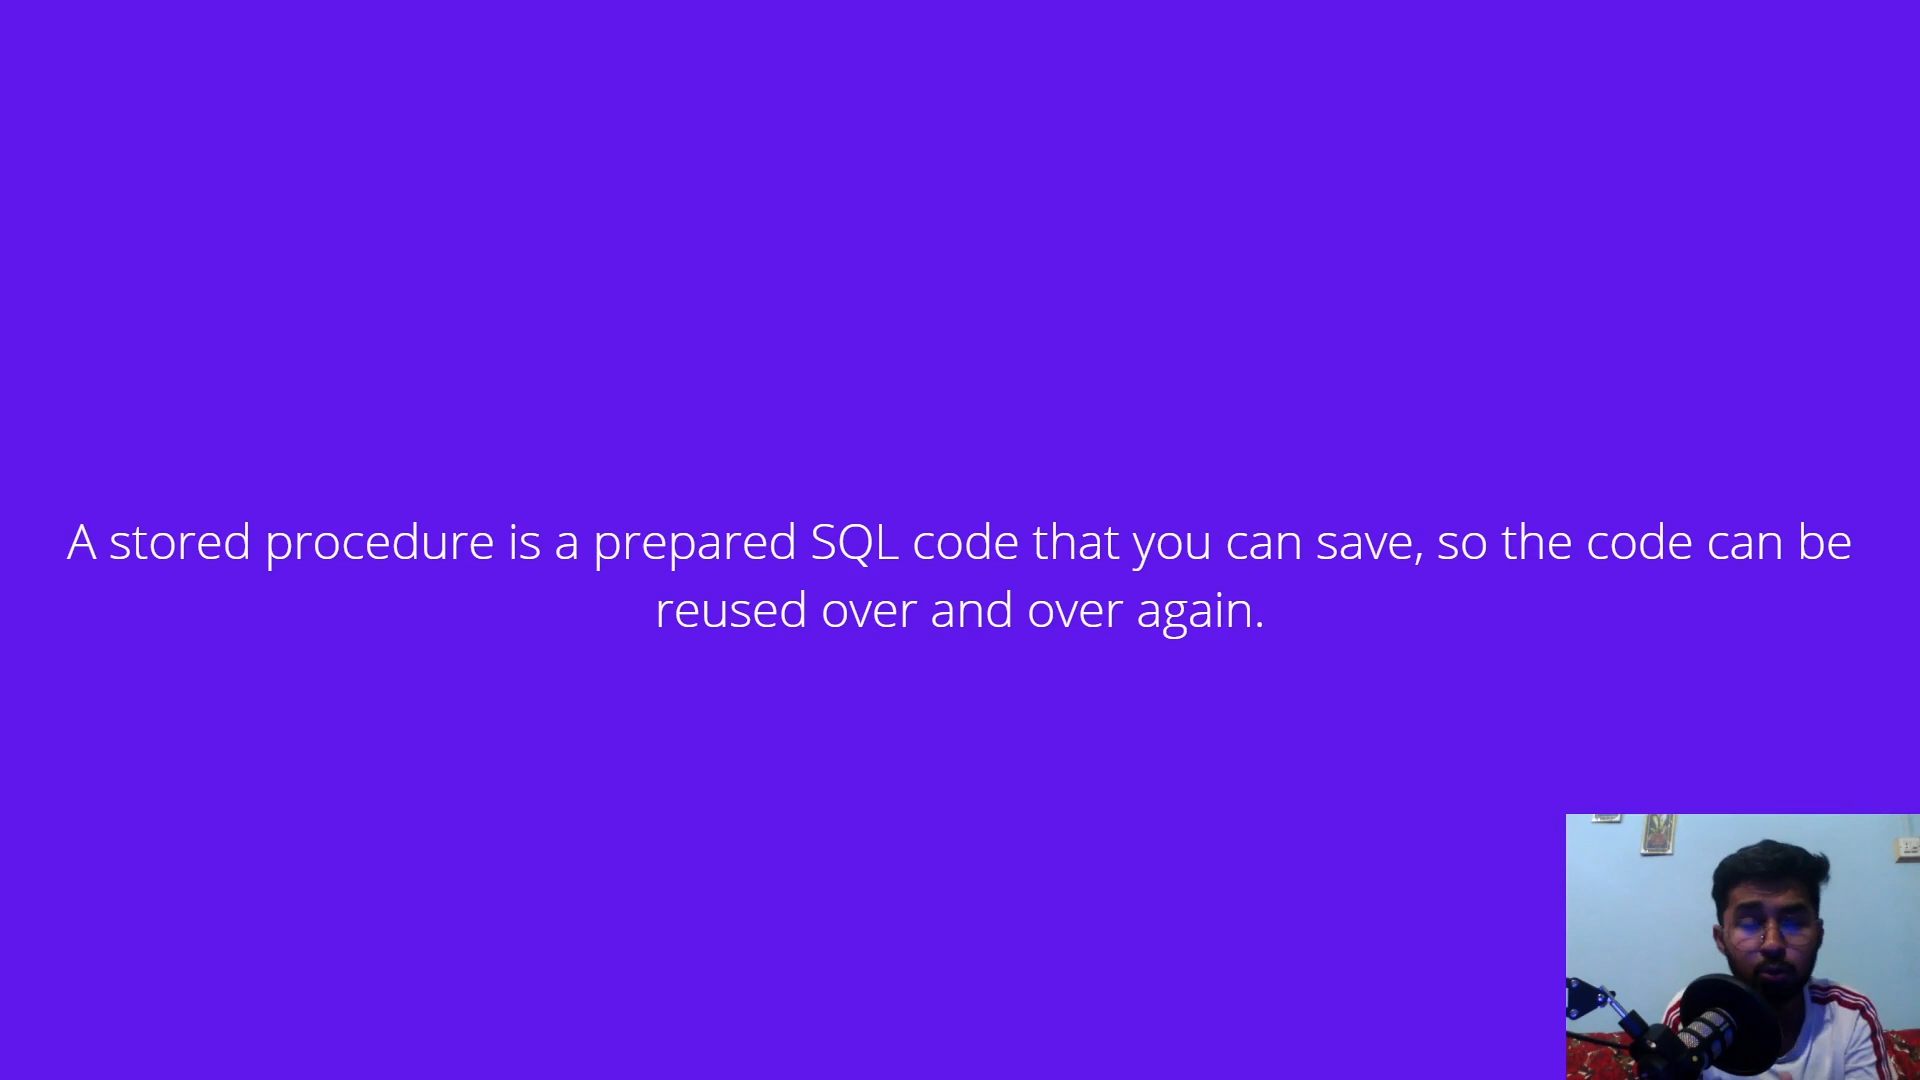 A stored procedure is a prepared SQL code that you can save, so the code can be
reused over and over again.